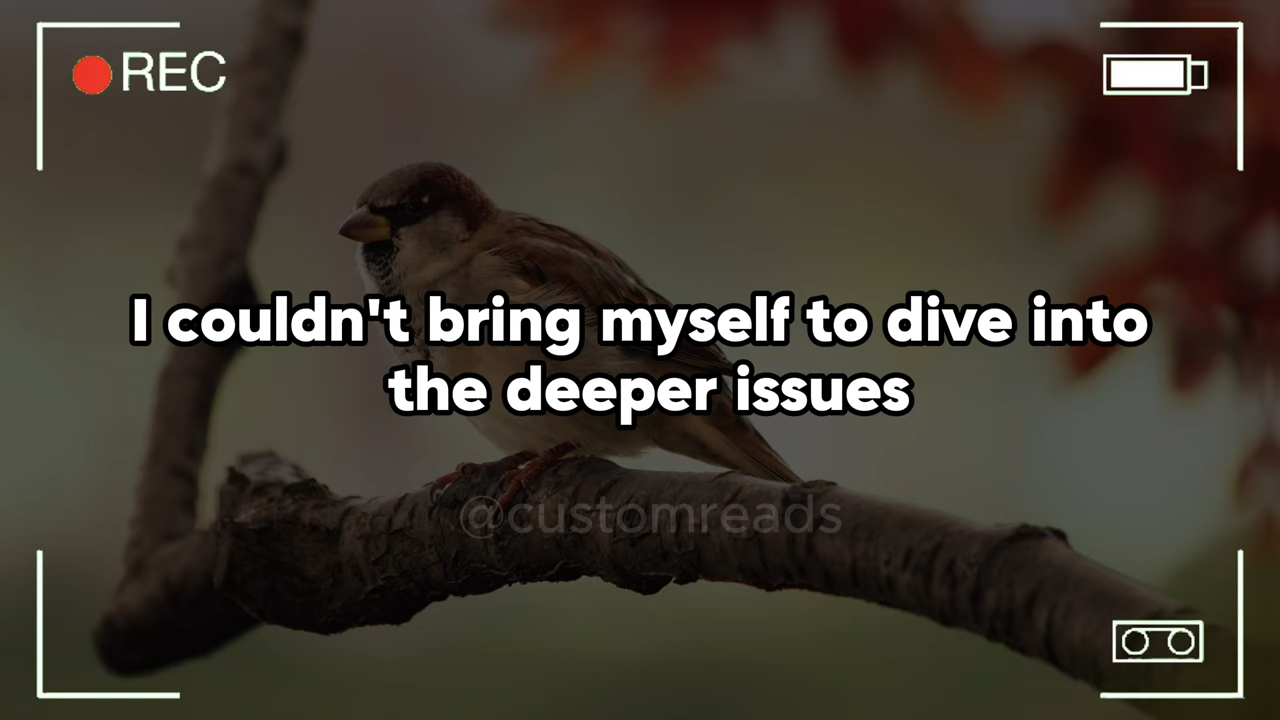 REC
I couldn't bring myself to dive into
the deeper issues
@customreads